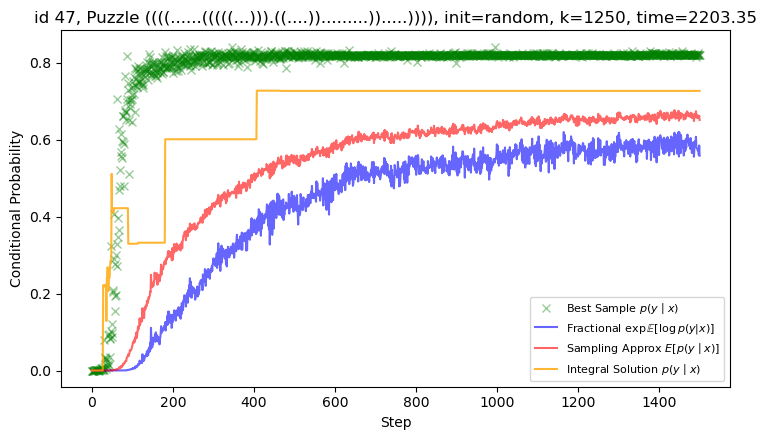 id 47, Puzzle ((((......(((((...))).((....)).........)).....)))), init=random, k=1250, time=2203.35
Conditional Probability
0.8
0.6
0.4
0.2
0.0
Best Sample p(y | x)
Fractional exp𝔼[log p(y|x)]
Sampling Approx E[p(y | x)]
Integral Solution p(y | x)
0 200 400 600 800 1000 1200 1400
Step